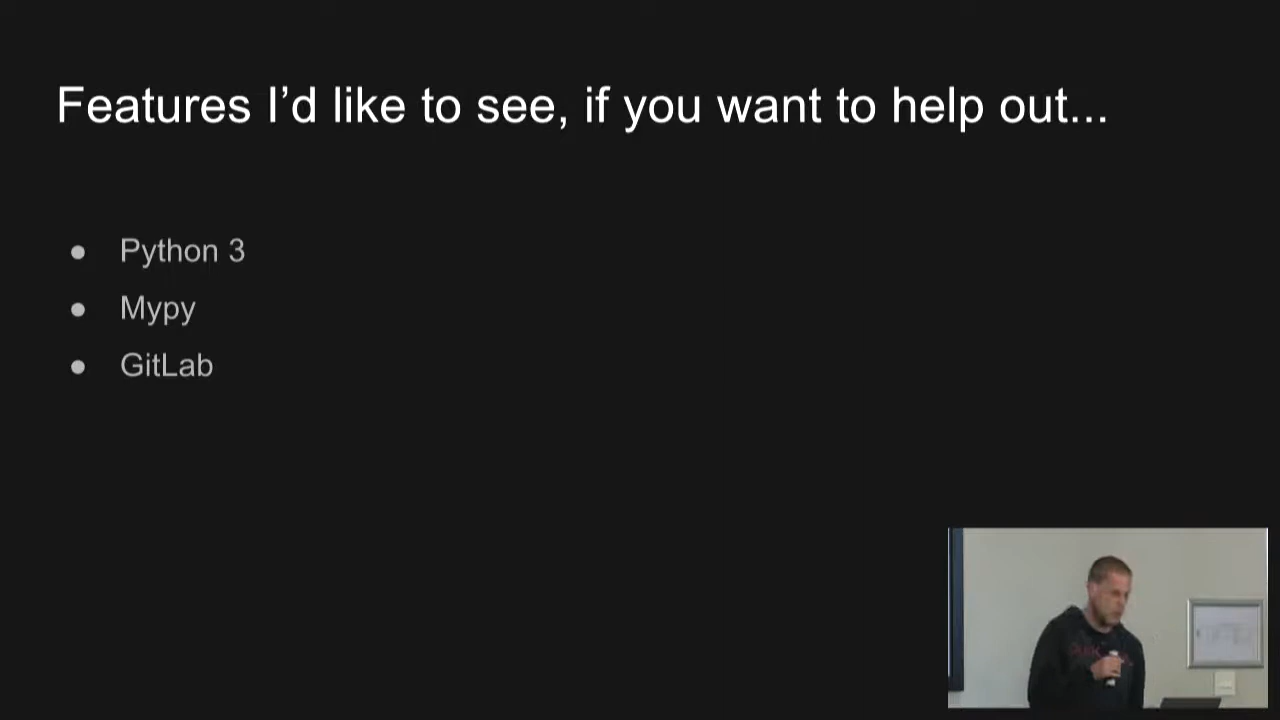 Features I’d like to see, if you want to help out...
● Python 3
● Mypy
● GitLab